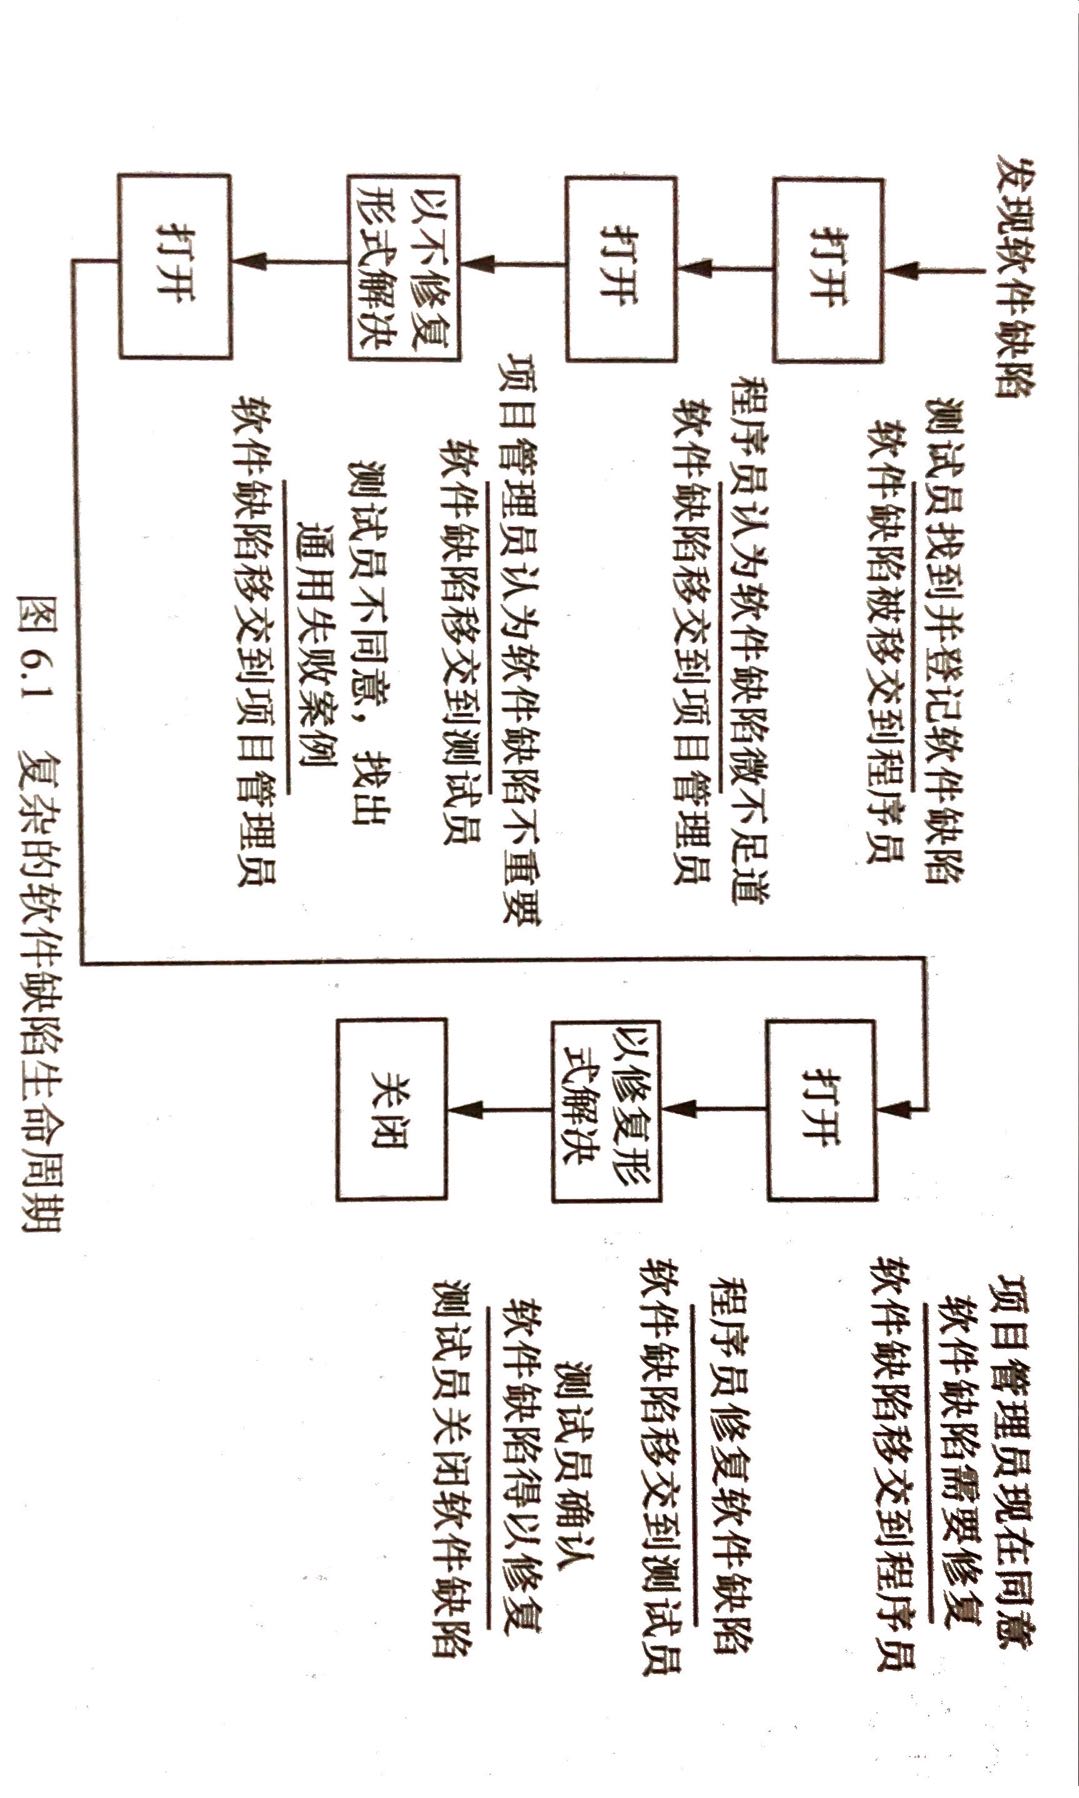 发现软件缺陷
打开
测试员找到并登记软件缺陷
软件缺陷被移交到程序员
打开
程序员认为软件缺陷微不足道
软件缺陷移交到项目管理员
以不修复
形式解决
项目管理员认为软件缺陷不重要
软件缺陷移交到测试员
打开
测试员不同意，找出
通用失败案例
软件缺陷移交到项目管理员
打开
项目管理员现在同意
软件缺陷需要修复
软件缺陷移交到程序员
以修复形
式解决
程序员修复软件缺陷
软件缺陷移交到测试员
关闭
测试员确认
软件缺陷得以修复
测试员关闭软件缺陷
图 6.1 复杂的软件缺陷生命周期